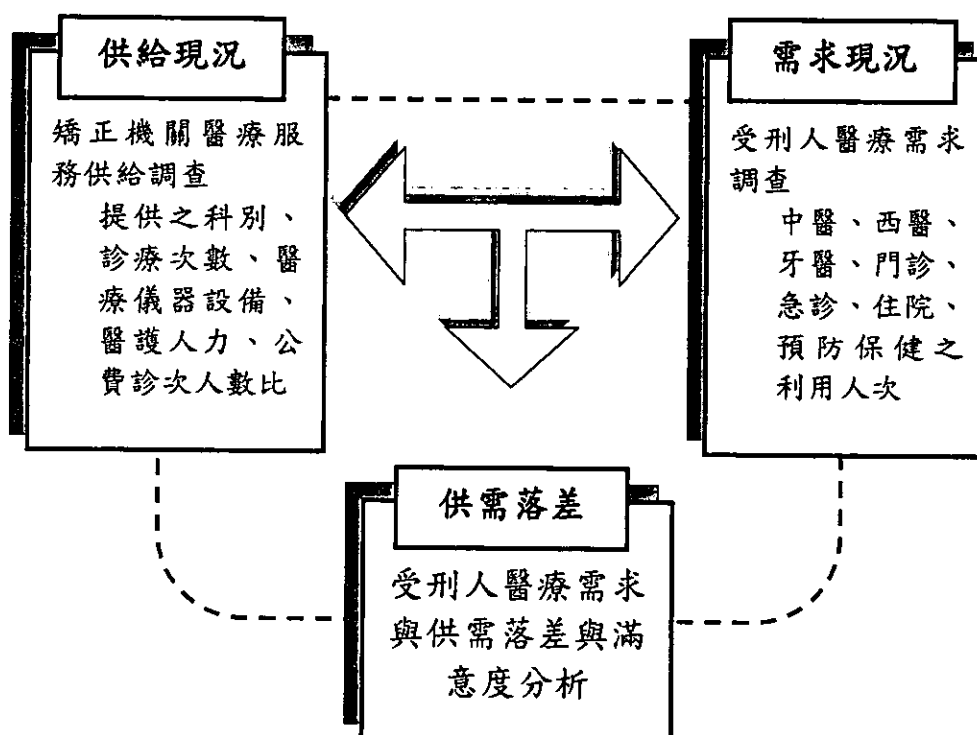 供給現況
矯正機關醫療服
務供給調查
提供之科別、
診療次數、醫
療儀器設備、
醫護人力、公
費診次人數比
需求現況
受刑人醫療需求
調查
中醫、西醫、
牙醫、門診、
急診、住院、
預防保健之
利用人次
供需落差
受刑人醫療需求
與供需落差與滿
意度分析